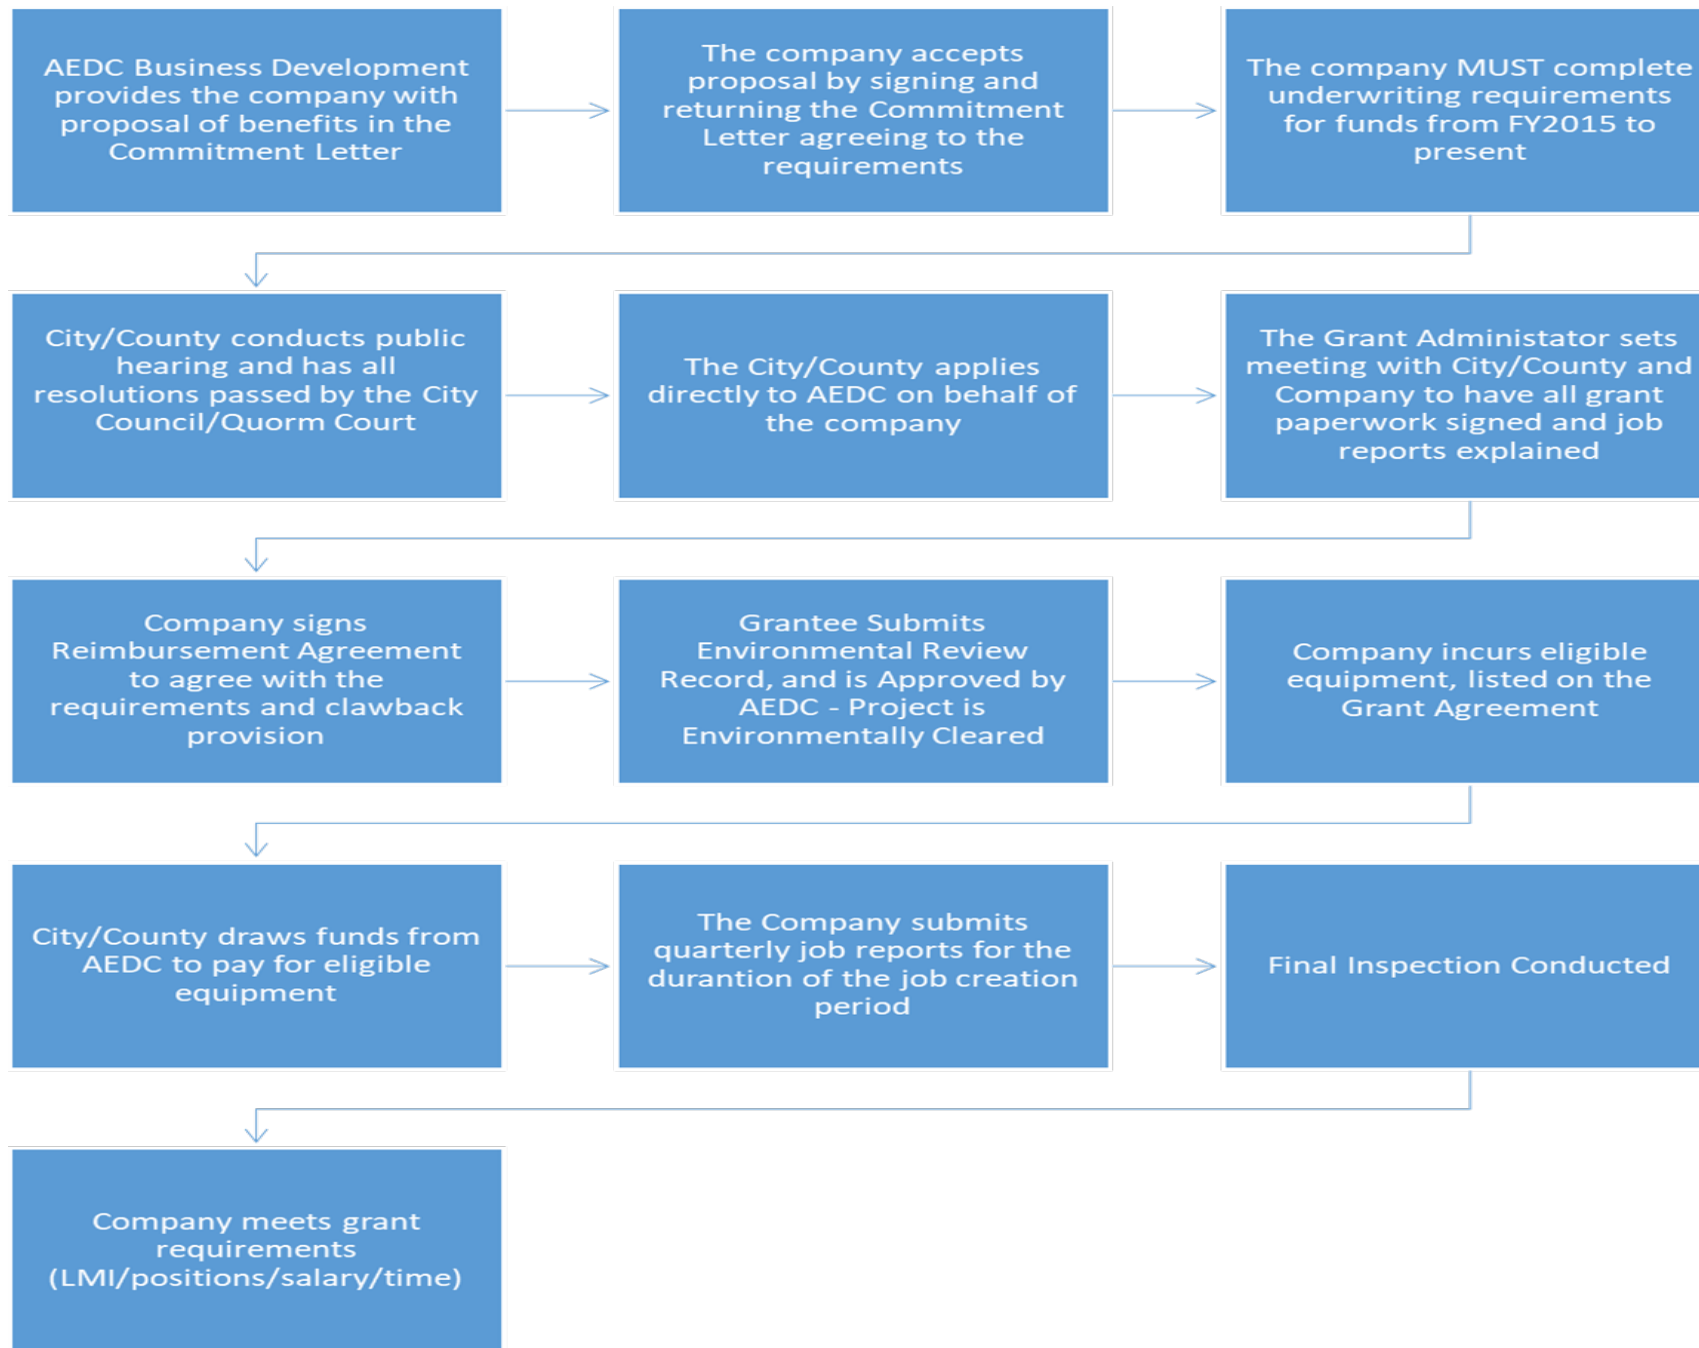 AEDC Business Development
provides the company with
proposal of benefits in the
Commitment Letter
The company accepts
proposal by signing and
returning the Commitment
Letter agreeing to the
requirements
The company MUST complete
underwriting requirements
for funds from FY2015 to
present
City/County conducts public
hearing and has all
resolutions passed by the City
Council/Quorm Court
The City/County applies
directly to AEDC on behalf of
the company
The Grant Administator sets
meeting with City/County and
Company to have all grant
paperwork signed and job
reports explained
Company signs
Reimbursement Agreement
to agree with the
requirements and clawback
provision
Grantee Submits
Environmental Review
Record, and is Approved by
AEDC - Project is
Environmentally Cleared
Company incurs eligible
equipment, listed on the
Grant Agreement
City/County draws funds from
AEDC to pay for eligible
equipment
The Company submits
quarterly job reports for the
durantion of the job creation
period
Final Inspection Conducted
Company meets grant
requirements
(LMI/positions/salary/time)